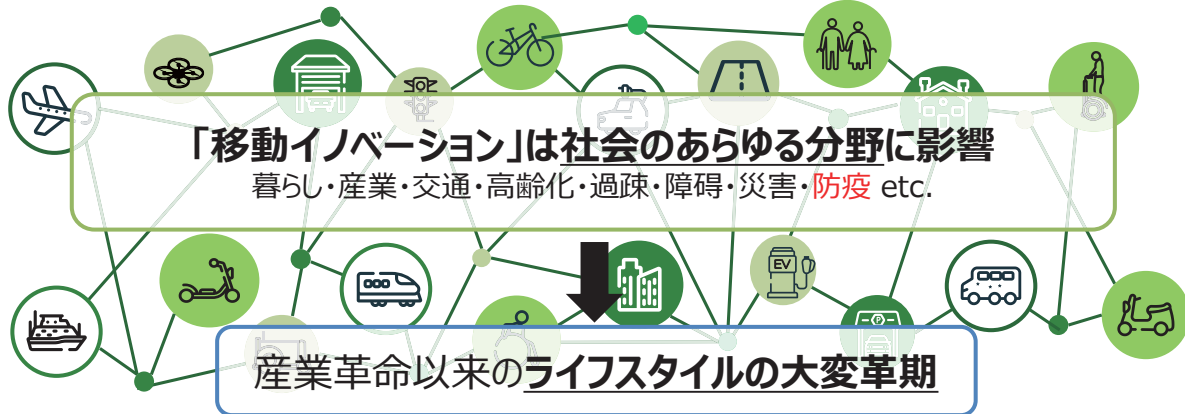 「移動イノベーション」は社会のあらゆる分野に影響
暮らし・産業・交通・高齢化・過疎・障碍・災害・防疫 etc.
EV
P
産業革命以来のライフスタイルの大変革期